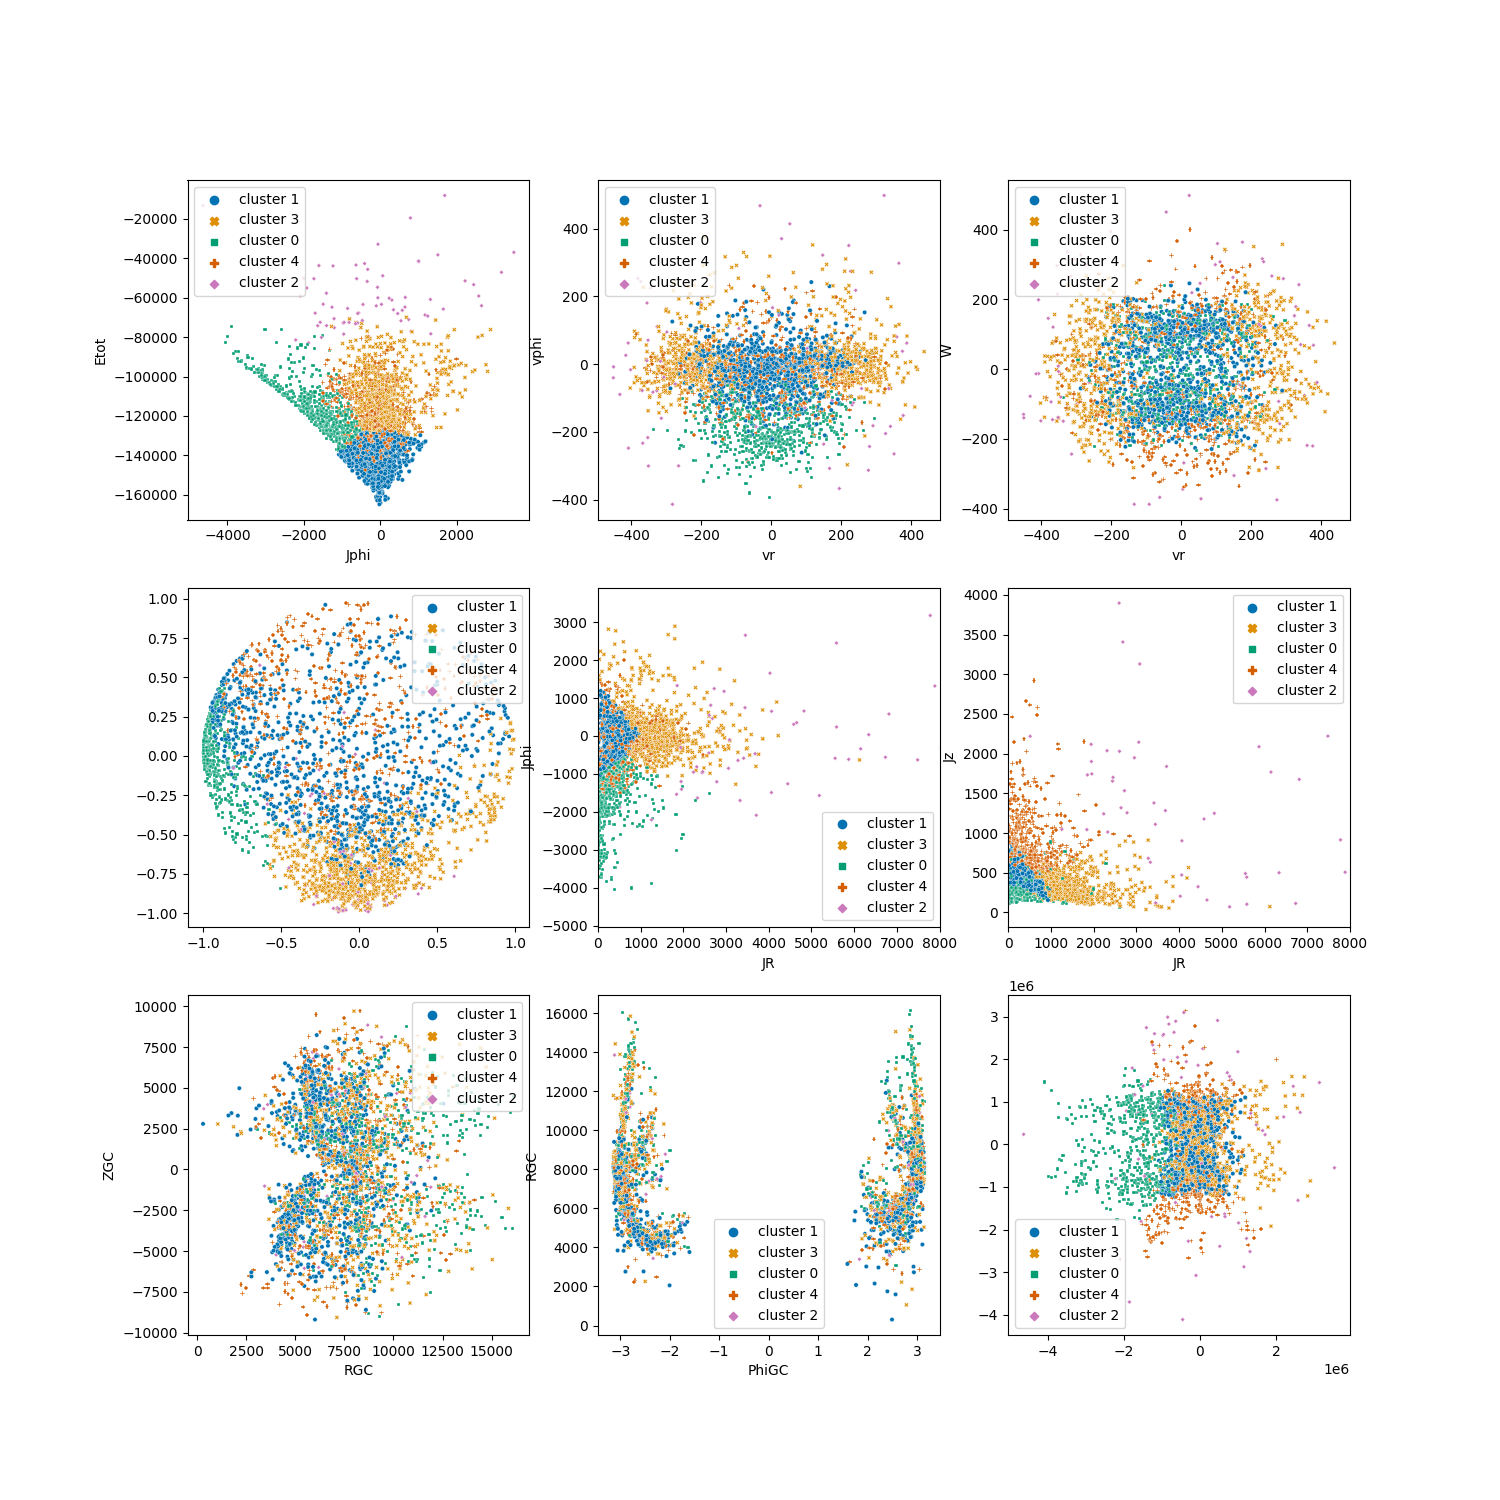 cluster 1
cluster 3
cluster 0
cluster 4
cluster 2
−20000
−40000
−60000
−80000
−100000
−120000
−140000
−160000
Etot
−4000 −2000 0 2000
Jphi
cluster 1
cluster 3
cluster 0
cluster 4
cluster 2
400
200
0
−200
−400
vphi
−400 −200 0 200 400
vr
cluster 1
cluster 3
cluster 0
cluster 4
cluster 2
400
200
0
−200
−400
W
−400 −200 0 200 400
vr
cluster 1
cluster 3
cluster 0
cluster 4
cluster 2
1.00
0.75
0.50
0.25
0.00
−0.25
−0.50
−0.75
−1.00
−1.0 −0.5 0.0 0.5 1.0
3000
2000
1000
0
−1000
−2000
−3000
−4000
−5000
Jphi
cluster 1
cluster 3
cluster 0
cluster 4
cluster 2
0 1000 2000 3000 4000 5000 6000 7000 8000
JR
cluster 1
cluster 3
cluster 0
cluster 4
cluster 2
4000
3500
3000
2500
2000
1500
1000
500
0
Jz
0 1000 2000 3000 4000 5000 6000 7000 8000
JR
cluster 1
cluster 3
cluster 0
cluster 4
cluster 2
10000
7500
5000
2500
0
−2500
−5000
−7500
−10000
ZGC
0 2500 5000 7500 10000 12500 15000
RGC
16000
14000
12000
10000
8000
6000
4000
2000
0
RGC
cluster 1
cluster 3
cluster 0
cluster 4
cluster 2
−3 −2 −1 0 1 2 3
PhiGC
1e6
3
2
1
0
−1
−2
−3
−4
cluster 1
cluster 3
cluster 0
cluster 4
cluster 2
−4 −2 0 2
1e6